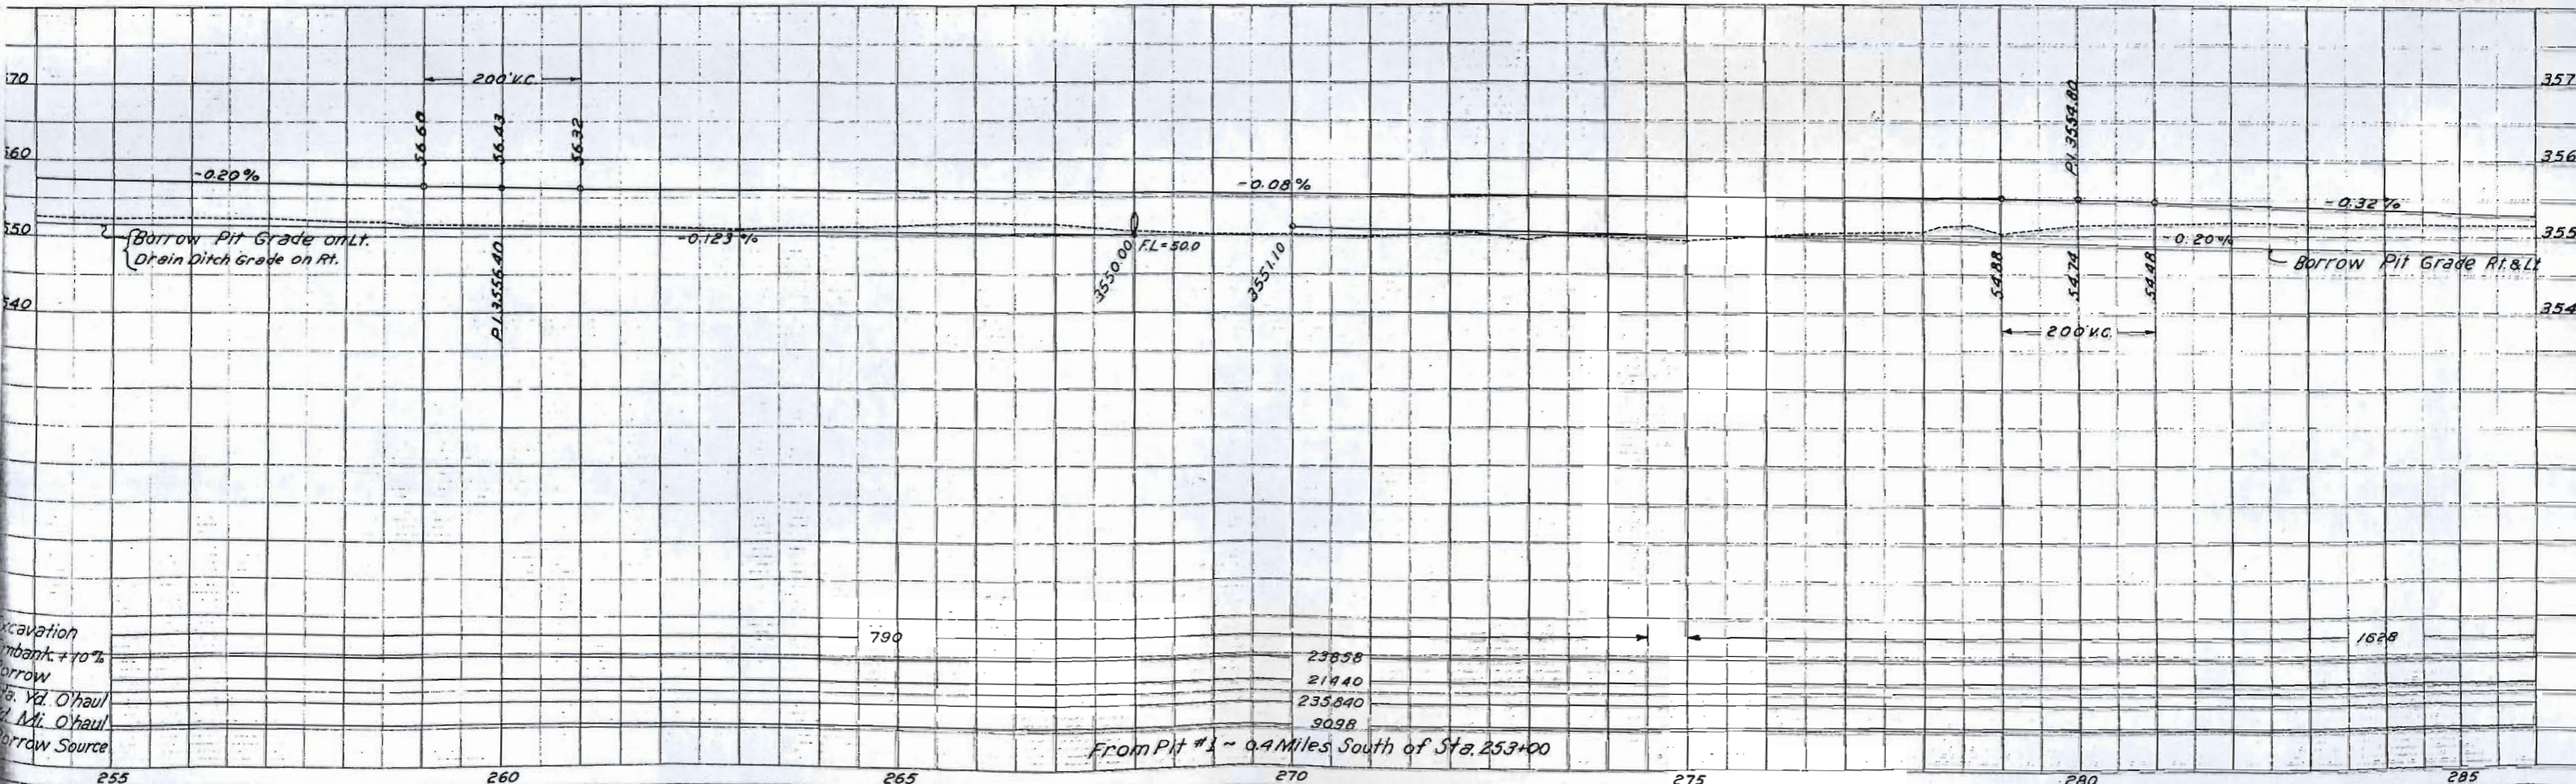 200' V.C.
56.60
56.43
56.32
P.I. 3554.80
70
357
60
356
-0.20%
-0.08%
-0.32%
550
355
Borrow Pit Grade on Lt.
Drain Ditch Grade on Rt.
-0.123%
F.L.=50.0
3550.00
3551.10
P.I. 3556.40
54.88
54.74
54.48
-0.20%
Borrow Pit Grade Rt.& Lt
540
354
200' V.C.
xcavation
790
1628
mbank.+10%
23858
orrow
21440
ta. Yd. O'haul
235840
d. Mi. O'haul
9098
orrow Source
From Pit #1 ~ 0.4 Miles South of Sta. 253+00
255
260
265
270
275
280
285